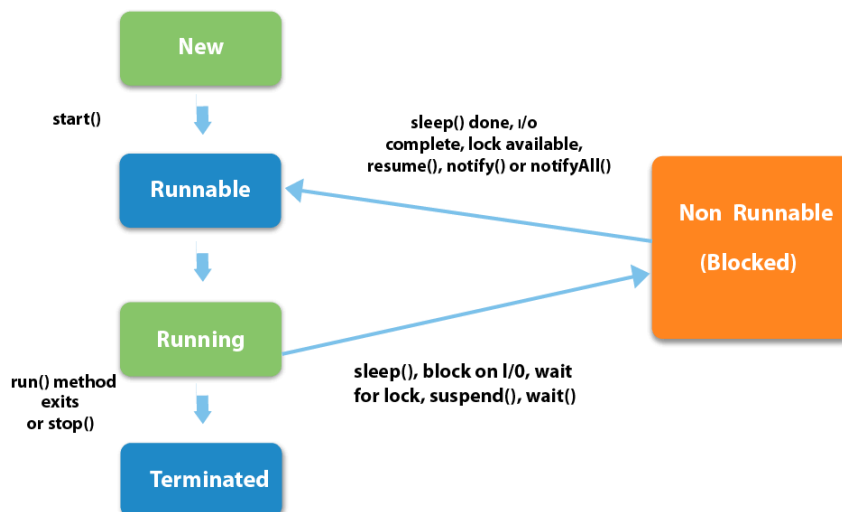 New
start()
sleep() done, I/o
complete, lock available,
resume(), notify() or notifyAll()
Runnable
Non Runnable
(Blocked)
Running
sleep(), block on l/0, wait
for lock, suspend(), wait()
run() method
exits
or stop()
Terminated